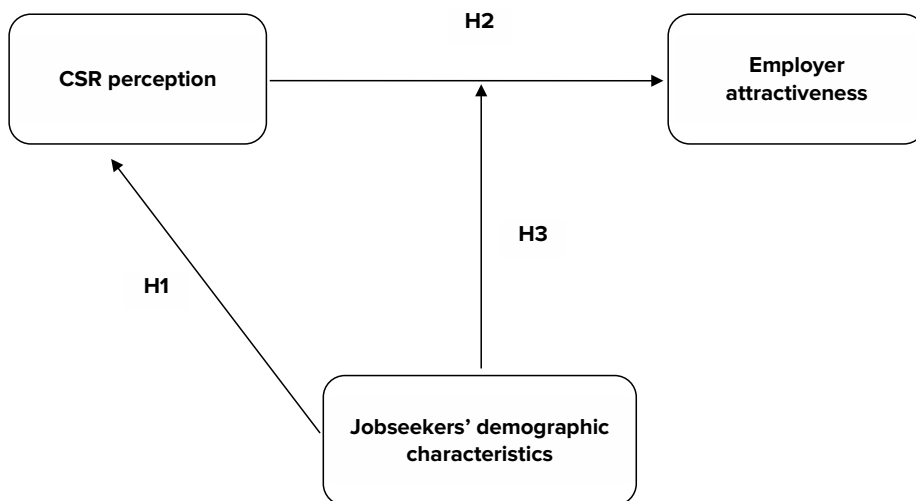 H2
CSR perception
Employer
attractiveness
H3
H1
Jobseekers’ demographic
characteristics